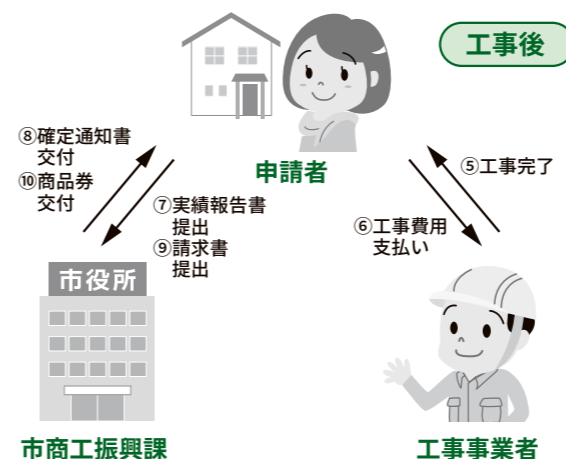 工事後
⑧確定通知書
交付
⑩商品券
交付
申請者
⑤工事完了
⑦実績報告書
提出
⑨請求書
提出
⑥工事費用
支払い
市役所
市商工振興課
工事事業者